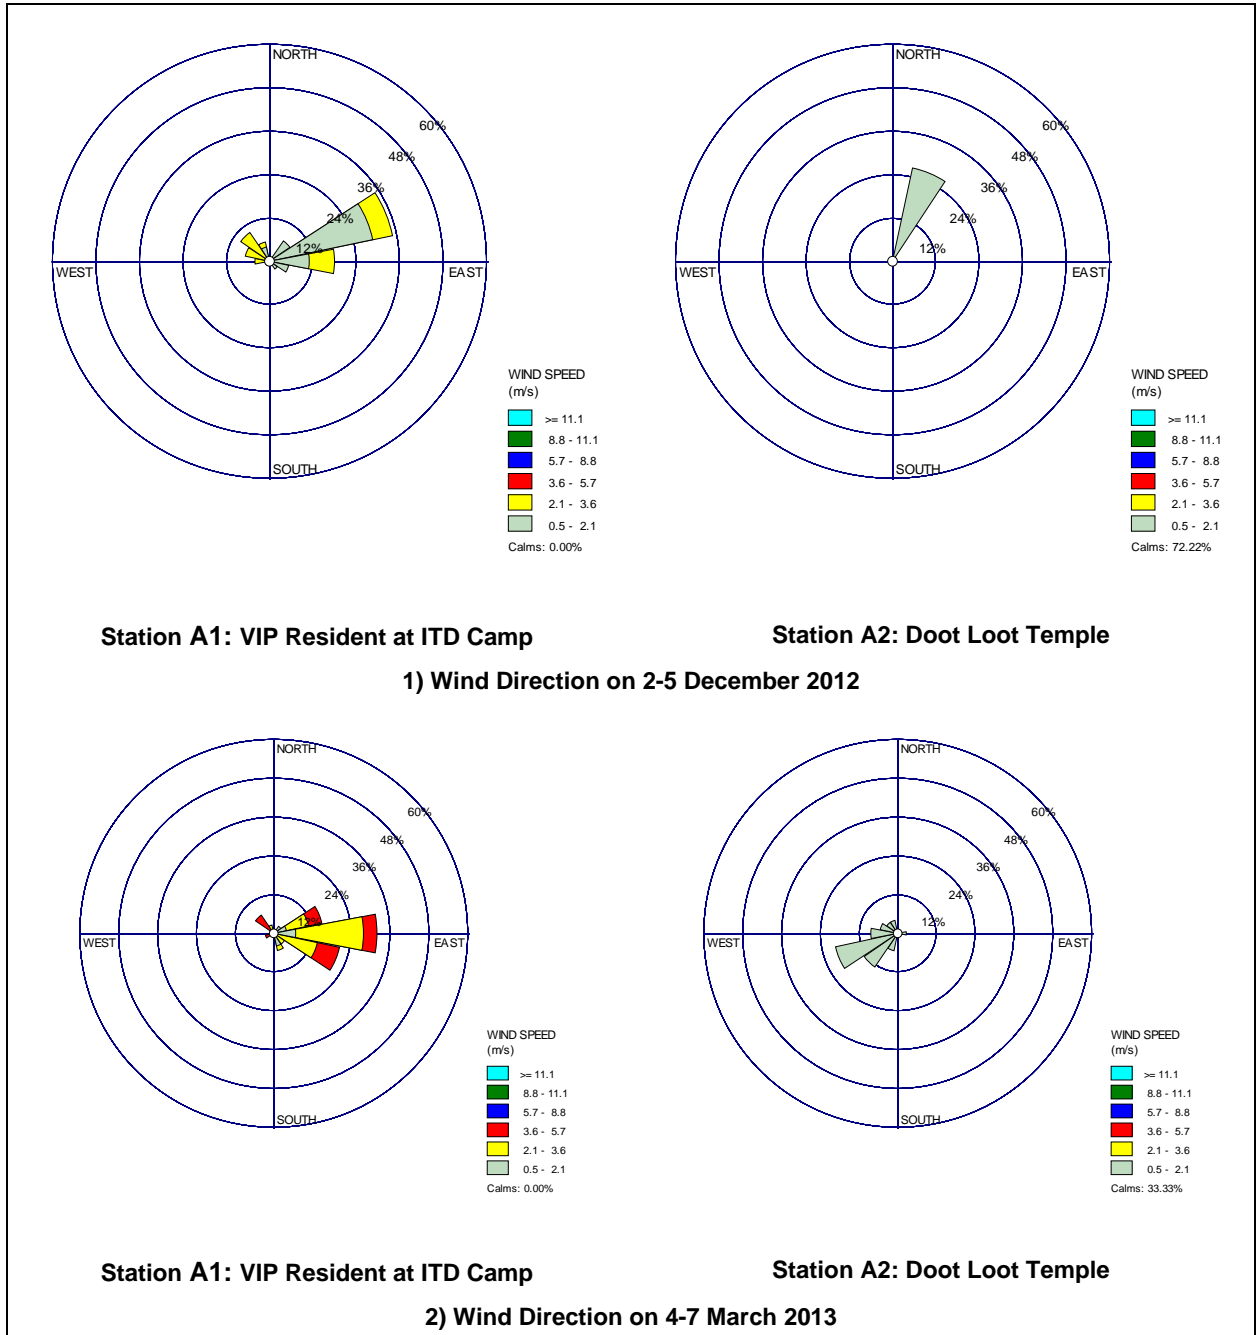 NORTH
60%
48%
36%
24%
12%
WEST
EAST
SOUTH
WIND SPEED
(m/s)
>= 11.1
8.8 - 11.1
5.7 - 8.8
3.6 - 5.7
2.1 - 3.6
0.5 - 2.1
Calms: 0.00%
NORTH
60%
48%
36%
24%
12%
WEST
EAST
SOUTH
WIND SPEED
(m/s)
>= 11.1
8.8 - 11.1
5.7 - 8.8
3.6 - 5.7
2.1 - 3.6
0.5 - 2.1
Calms: 72.22%
Station A1: VIP Resident at ITD Camp
Station A2: Doot Loot Temple
1) Wind Direction on 2-5 December 2012
NORTH
60%
48%
36%
24%
12%
WEST
EAST
SOUTH
WIND SPEED
(m/s)
>= 11.1
8.8 - 11.1
5.7 - 8.8
3.6 - 5.7
2.1 - 3.6
0.5 - 2.1
Calms: 0.00%
NORTH
60%
48%
36%
24%
12%
WEST
EAST
SOUTH
WIND SPEED
(m/s)
>= 11.1
8.8 - 11.1
5.7 - 8.8
3.6 - 5.7
2.1 - 3.6
0.5 - 2.1
Calms: 33.33%
Station A1: VIP Resident at ITD Camp
Station A2: Doot Loot Temple
2) Wind Direction on 4-7 March 2013